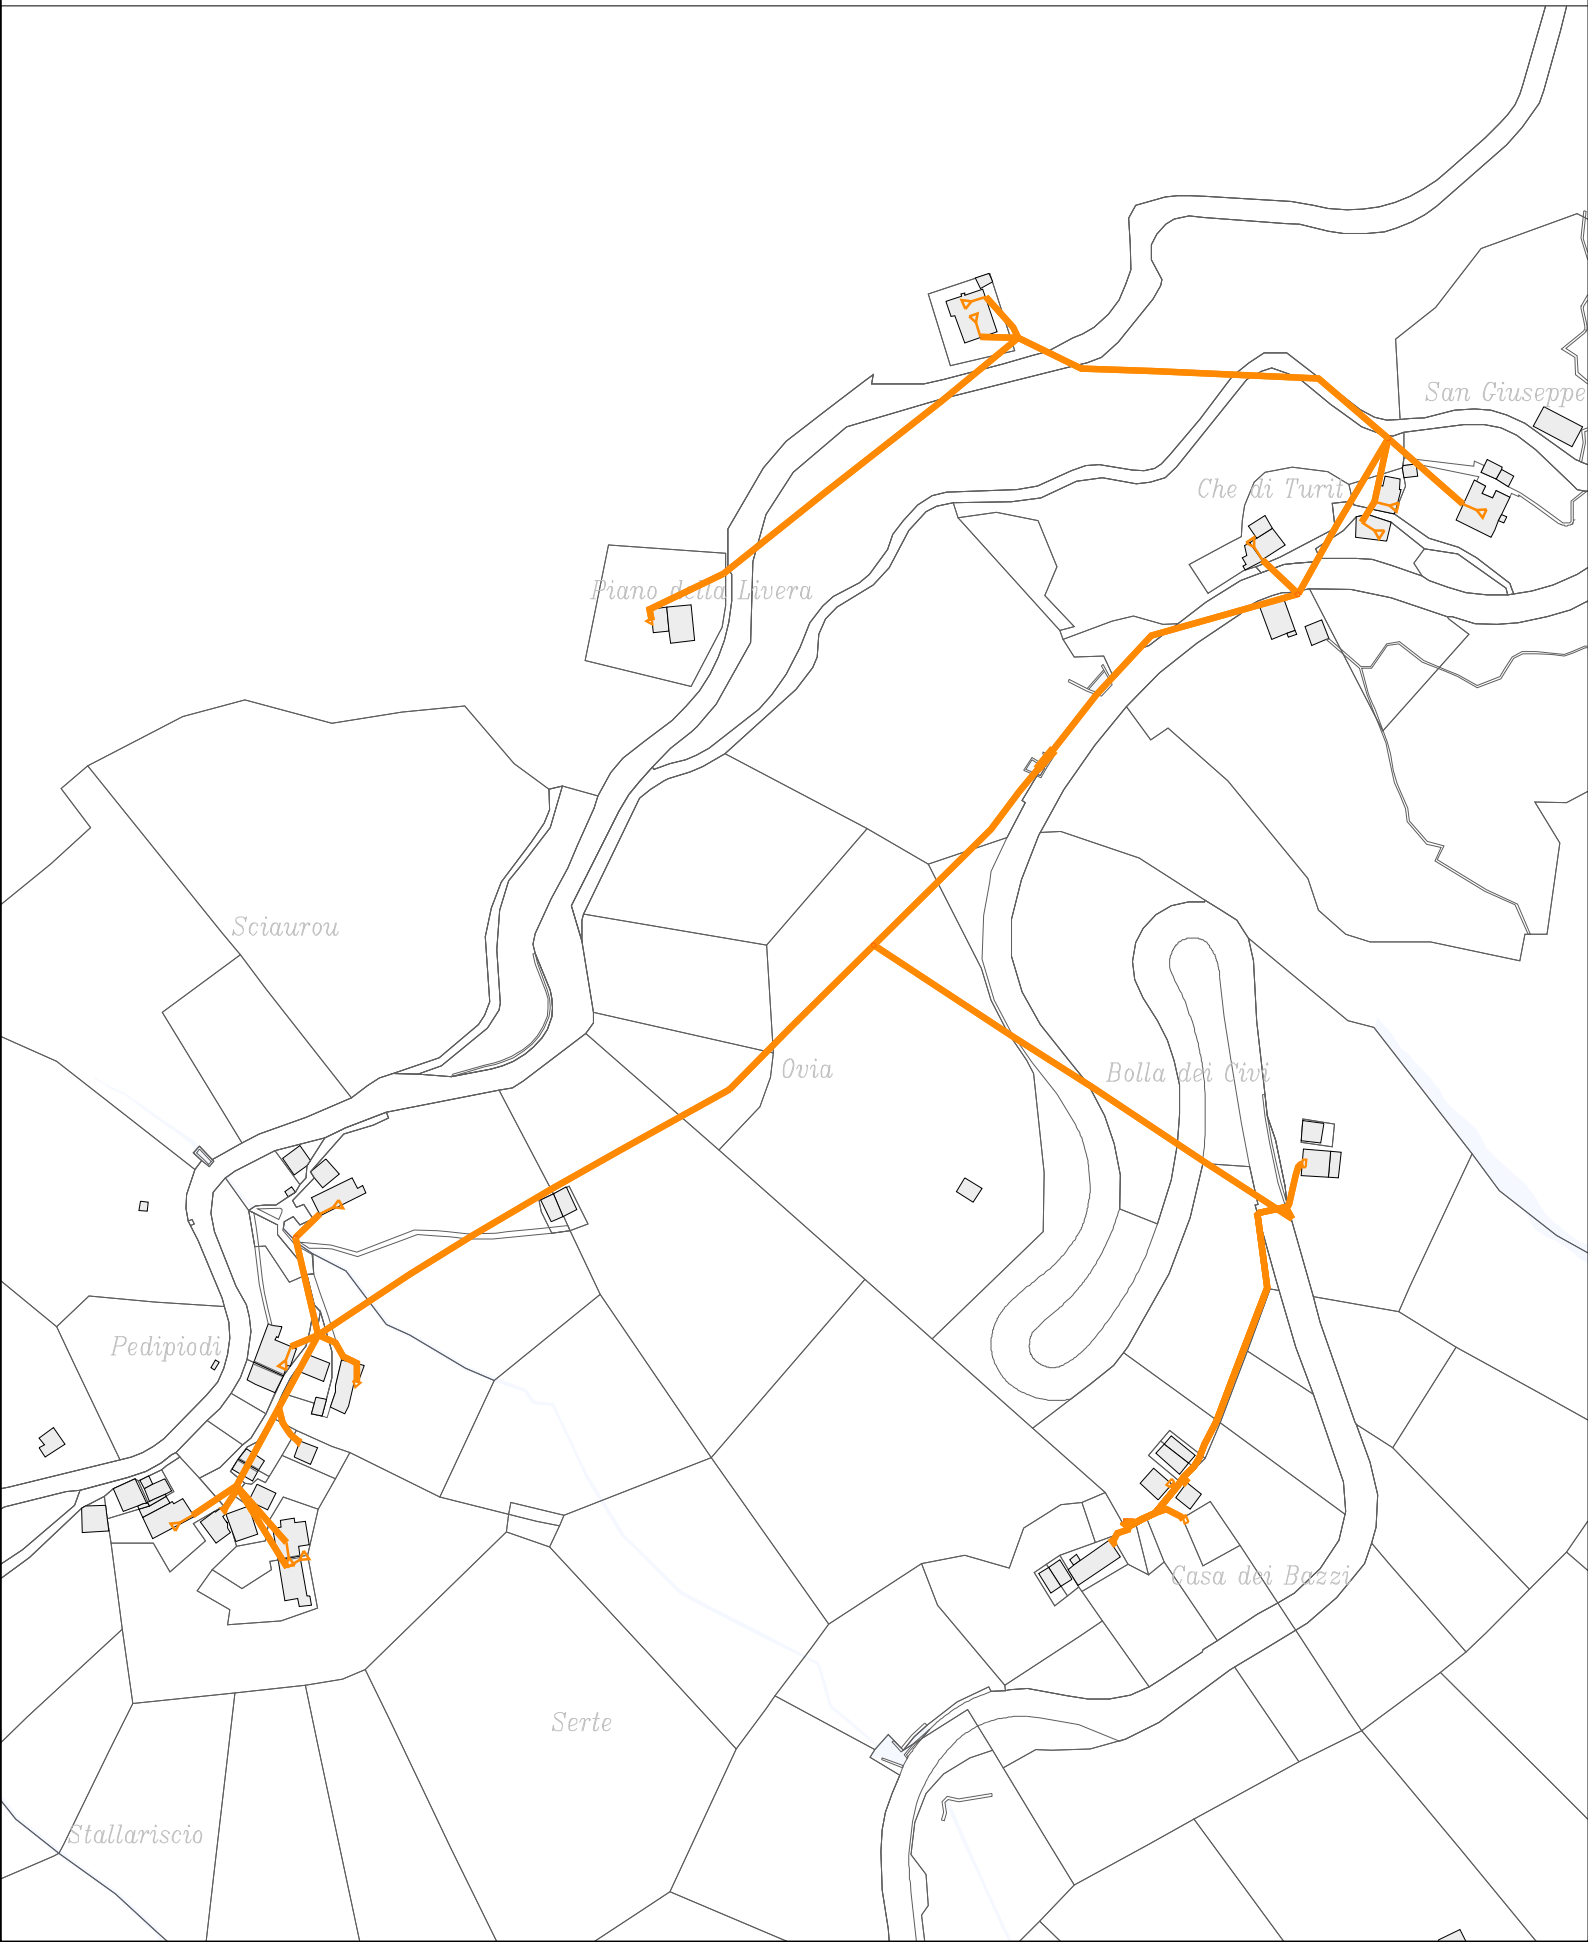 San Giuseppe
Che di Turit
Piano della Livera
Sciaurou
Ovia
Bolla dei Civi
Pedipiodi
Casa dei Bazzi
Serte
Stallariscio